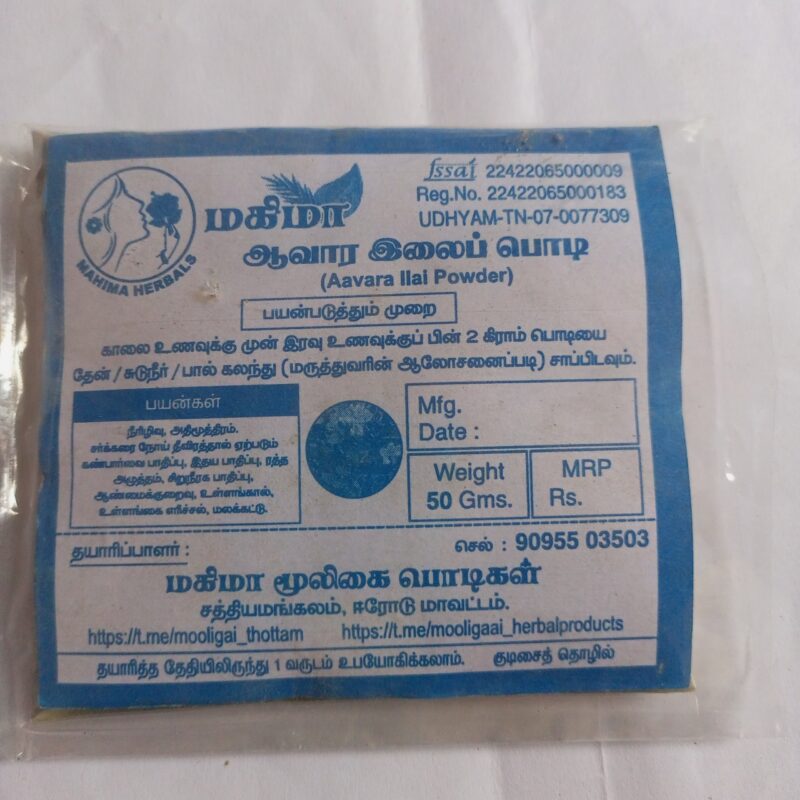 fssai 22422065000009
Reg.No. 22422065000183
UDHYAM-TN-07-0077309
MAHIMA HERBALS
மகிமா
ஆவார இலைப் பொடி
(Aavara Ilai Powder)
பயன்படுத்தும் முறை
காலை உணவுக்கு முன் இரவு உணவுக்குப் பின் 2 கிராம் பொடியை
தேன் / சுடுநீர் / பால் கலந்து (மருத்துவரின் ஆலோசனைப்படி) சாப்பிடவும்.
பயன்கள்
நீரிழிவு, அதிமூத்திரம்,
சர்க்கரை நோய் தீவிரத்தால் ஏற்படும்
கண்பார்வை பாதிப்பு, இதய பாதிப்பு, ரத்த
அழுத்தம், சிறுநீரக பாதிப்பு,
ஆண்மைக்குறைவு, உள்ளங்கால்,
உள்ளங்கை எரிச்சல், மலக்கட்டு.
Mfg.
Date :
Weight
50 Gms.
MRP
Rs.
தயாரிப்பாளர் :
செல் : 90955 03503
மகிமா மூலிகை பொடிகள்
சத்தியமங்கலம், ஈரோடு மாவட்டம்.
https://t.me/mooligai_thottam https://t.me/mooligaai_herbalproducts
தயாரித்த தேதியிலிருந்து 1 வருடம் உபயோகிக்கலாம். குடிசைத் தொழில்